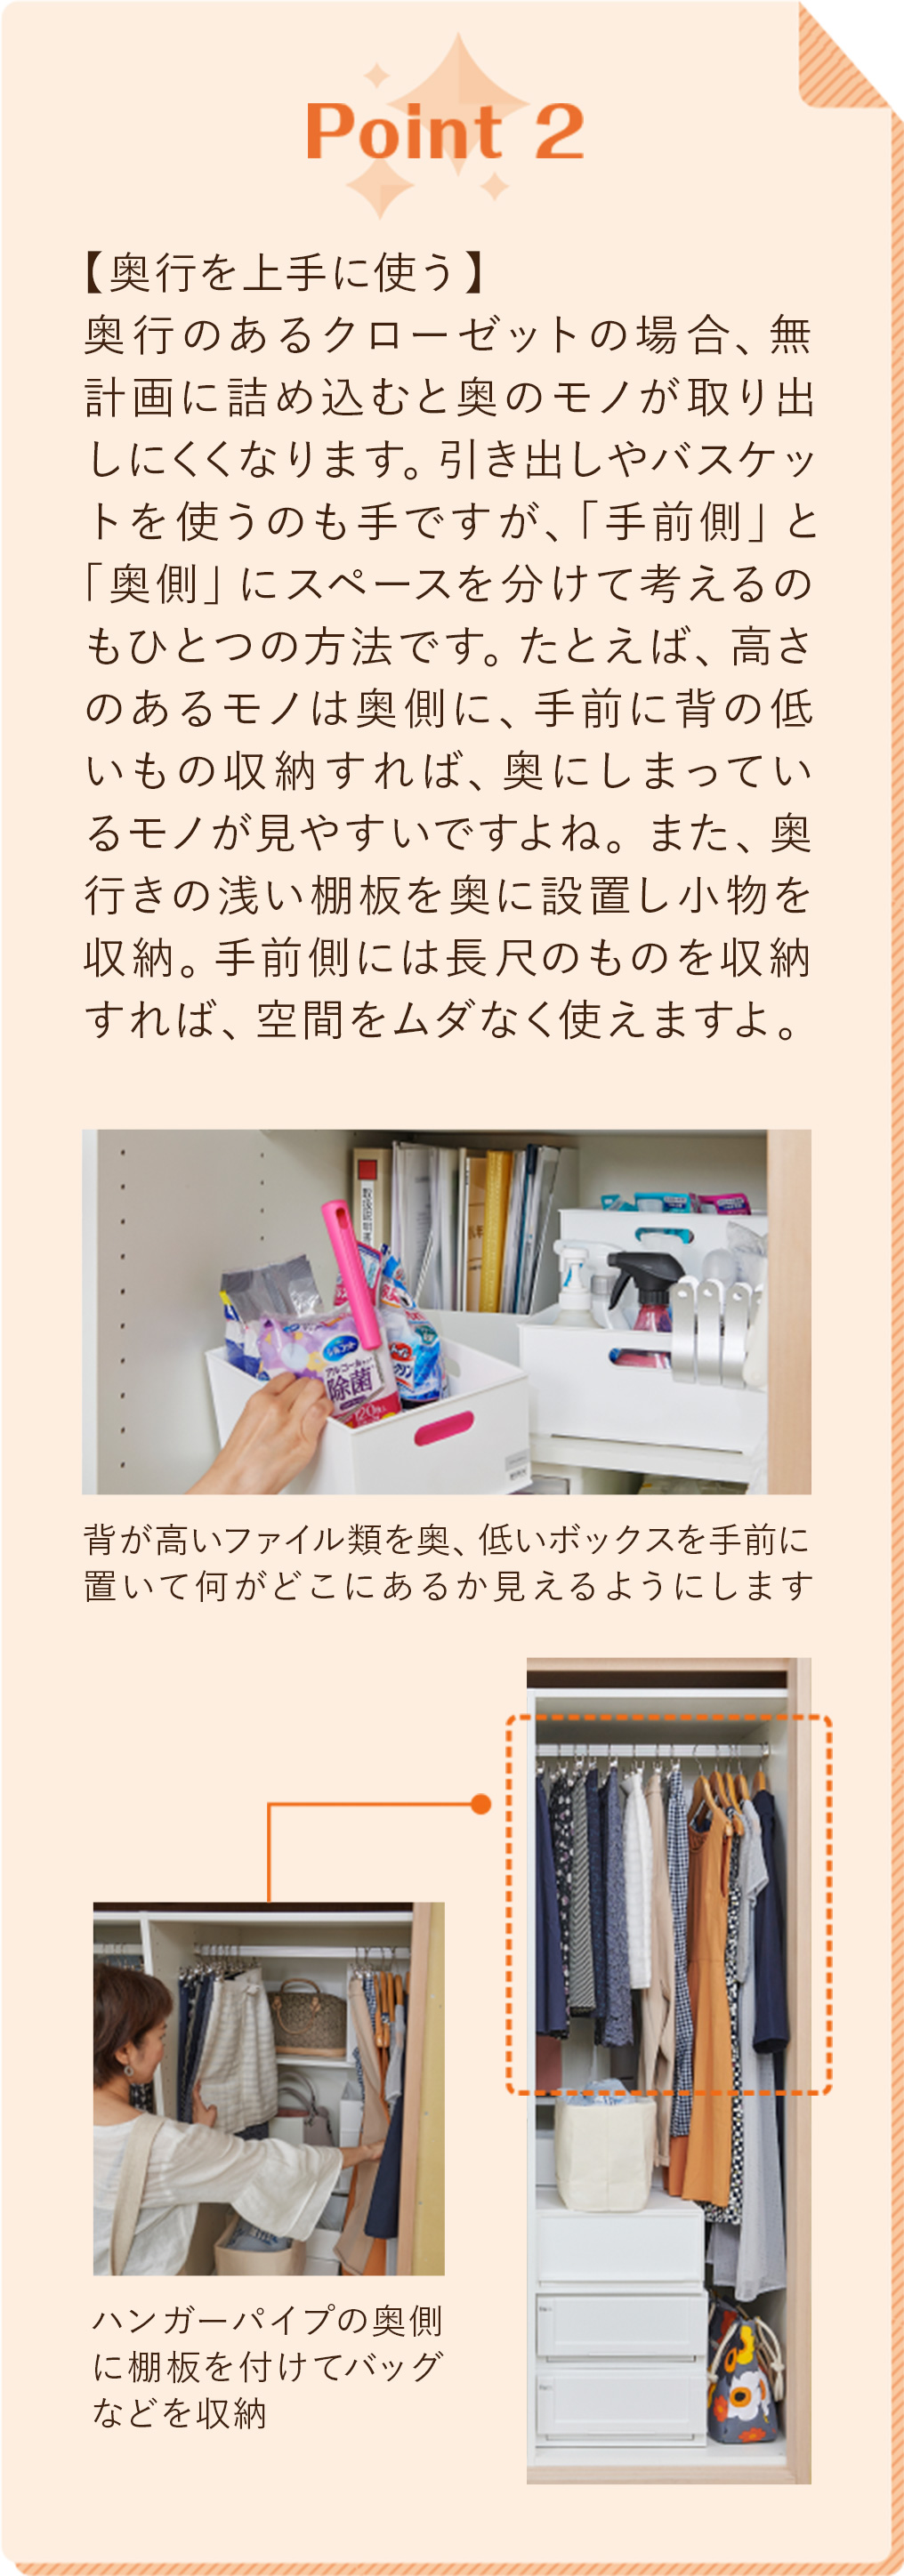 Point 2
【奥行を上手に使う】
奥行のあるクローゼットの場合、無
計画に詰め込むと奥のモノが取り出
しにくくなります。引き出しやバスケッ
トを使うのも手ですが、「手前側」と
「奥側」にスペースを分けて考えるの
もひとつの方法です。たとえば、高さ
のあるモノは奥側に、手前に背の低
いもの収納すれば、奥にしまってい
るモノが見やすいですよね。また、奥
行きの浅い棚板を奥に設置し小物を
収納。手前側には長尺のものを収納
すれば、空間をムダなく使えますよ。
取扱説明書
アルコールタイプ
除菌
背が高いファイル類を奥、低いボックスを手前に
置いて何がどこにあるか見えるようにします
ハンガーパイプの奥側
に棚板を付けてバッグ
などを収納